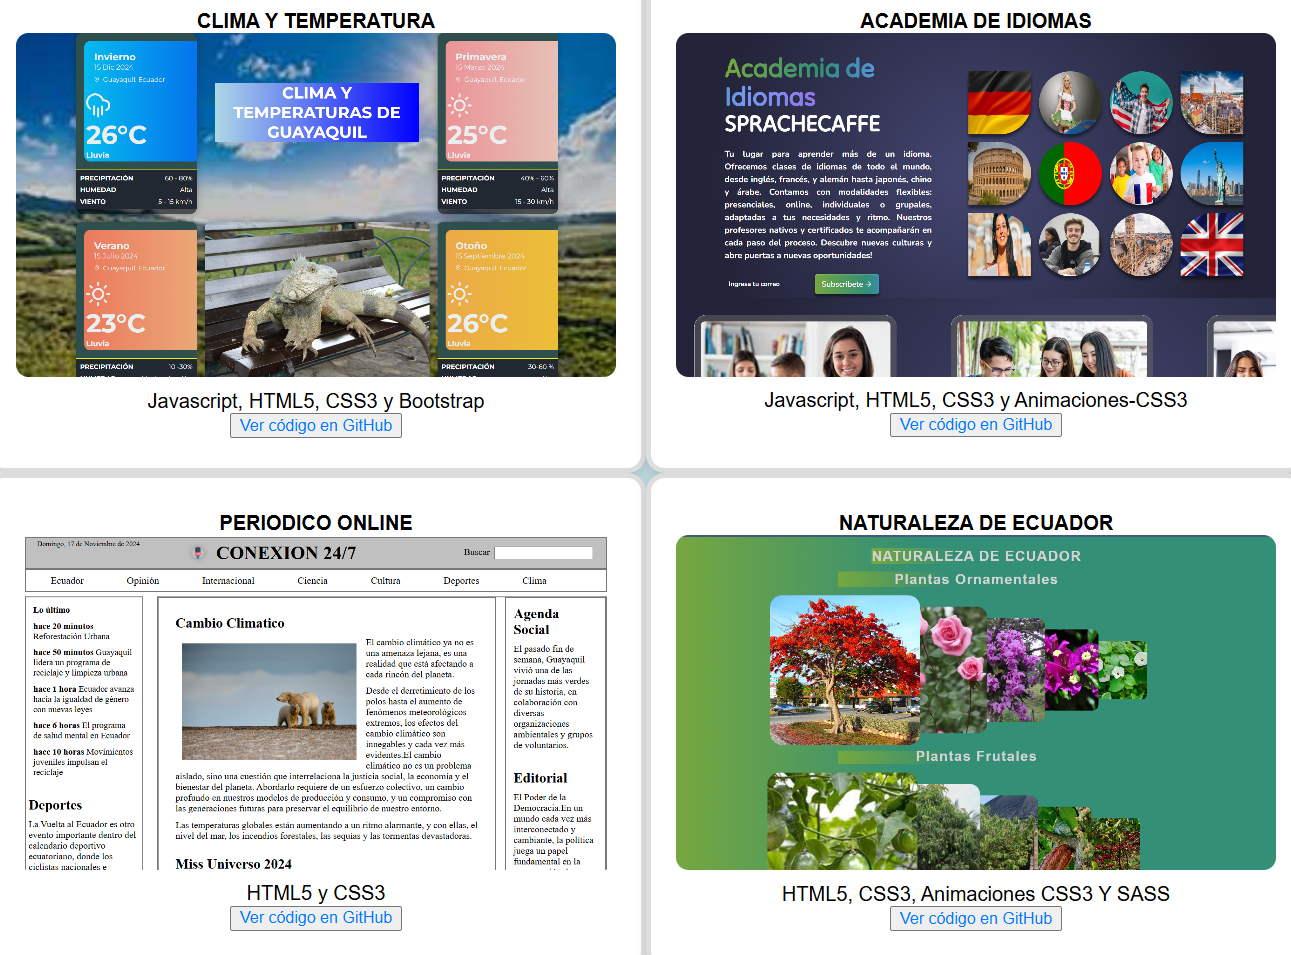 CLIMA Y TEMPERATURA
Invierno
15 Dic 2024
Guayaquil, Ecuador
26°C
Lluvia
PRECIPITACIÓN 60 - 80%
HUMEDAD Alta
VIENTO 5 - 15 km/h
CLIMA Y
TEMPERATURAS DE
GUAYAQUIL
Primavera
15 Marzo 2024
Guayaquil, Ecuador
25°C
Lluvia
PRECIPITACIÓN 40% - 60%
HUMEDAD Alta
VIENTO 15 - 30 km/h
Verano
15 Julio 2024
Guayaquil, Ecuador
23°C
Lluvia
PRECIPITACIÓN 10 -30%
Otoño
15 Septiembre 2024
Guayaquil, Ecuador
26°C
Lluvia
PRECIPITACIÓN 30-60 %
Javascript, HTML5, CSS3 y Bootstrap
Ver código en GitHub
ACADEMIA DE IDIOMAS
Academia de
Idiomas
SPRACHECAFFE
Tu lugar para aprender más de un idioma.
Ofrecemos clases de idiomas de todo el mundo,
desde inglés, francés, y alemán hasta japonés, chino
y árabe. Contamos con modalidades flexibles:
presenciales, online, individuales o grupales,
adaptadas a tus necesidades y ritmo. Nuestros
profesores nativos y certificados te acompañarán en
cada paso del proceso. Descubre nuevas culturas y
abre puertas a nuevas oportunidades!
Ingresa tu correo
Subscribete →
Javascript, HTML5, CSS3 y Animaciones-CSS3
Ver código en GitHub
PERIODICO ONLINE
Domingo, 17 de Noviembre de 2024
CONEXION 24/7
Buscar
Ecuador Opinión Internacional Ciencia Cultura Deportes Clima
Lo último
hace 20 minutos
Reforestación Urbana
hace 50 minutos Guayaquil
lidera un programa de
reciclaje y limpieza urbana
hace 1 hora Ecuador avanza
hacia la igualdad de género
con nuevas leyes
hace 6 horas El programa
de salud mental en Ecuador
hace 10 horas Movimientos
juveniles impulsan el
reciclaje
Deportes
La Vuelta al Ecuador es otro
evento importante dentro del
calendario deportivo
ecuatoriano, donde los
ciclistas nacionales e
Cambio Climatico
El cambio climático ya no es
una amenaza lejana, es una
realidad que está afectando a
cada rincón del planeta.
Desde el derretimiento de los
polos hasta el aumento de
fenómenos meteorológicos
extremos, los efectos del
cambio climático son
innegables y cada vez más
evidentes.El cambio
climático no es un problema
aislado, sino una cuestión que interrelaciona la justicia social, la economía y el
bienestar del planeta. Abordarlo requiere de un esfuerzo colectivo, un cambio
profundo en nuestros modelos de producción y consumo, y un compromiso con
las generaciones futuras para preservar el equilibrio de nuestro entorno.
Las temperaturas globales están aumentando a un ritmo alarmante, y con ellas, el
nivel del mar, los incendios forestales, las sequías y las tormentas devastadoras.
Miss Universo 2024
Agenda
Social
El pasado fin de
semana, Guayaquil
vivió una de las
jornadas más verdes
de su historia, en
colaboración con
diversas
organizaciones
ambientales y grupos
de voluntarios.
Editorial
El Poder de la
Democracia.En un
mundo cada vez más
interconectado y
cambiante, la política
juega un papel
fundamental en la
HTML5 y CSS3
Ver código en GitHub
NATURALEZA DE ECUADOR
NATURALEZA DE ECUADOR
Plantas Ornamentales
Plantas Frutales
HTML5, CSS3, Animaciones CSS3 Y SASS
Ver código en GitHub